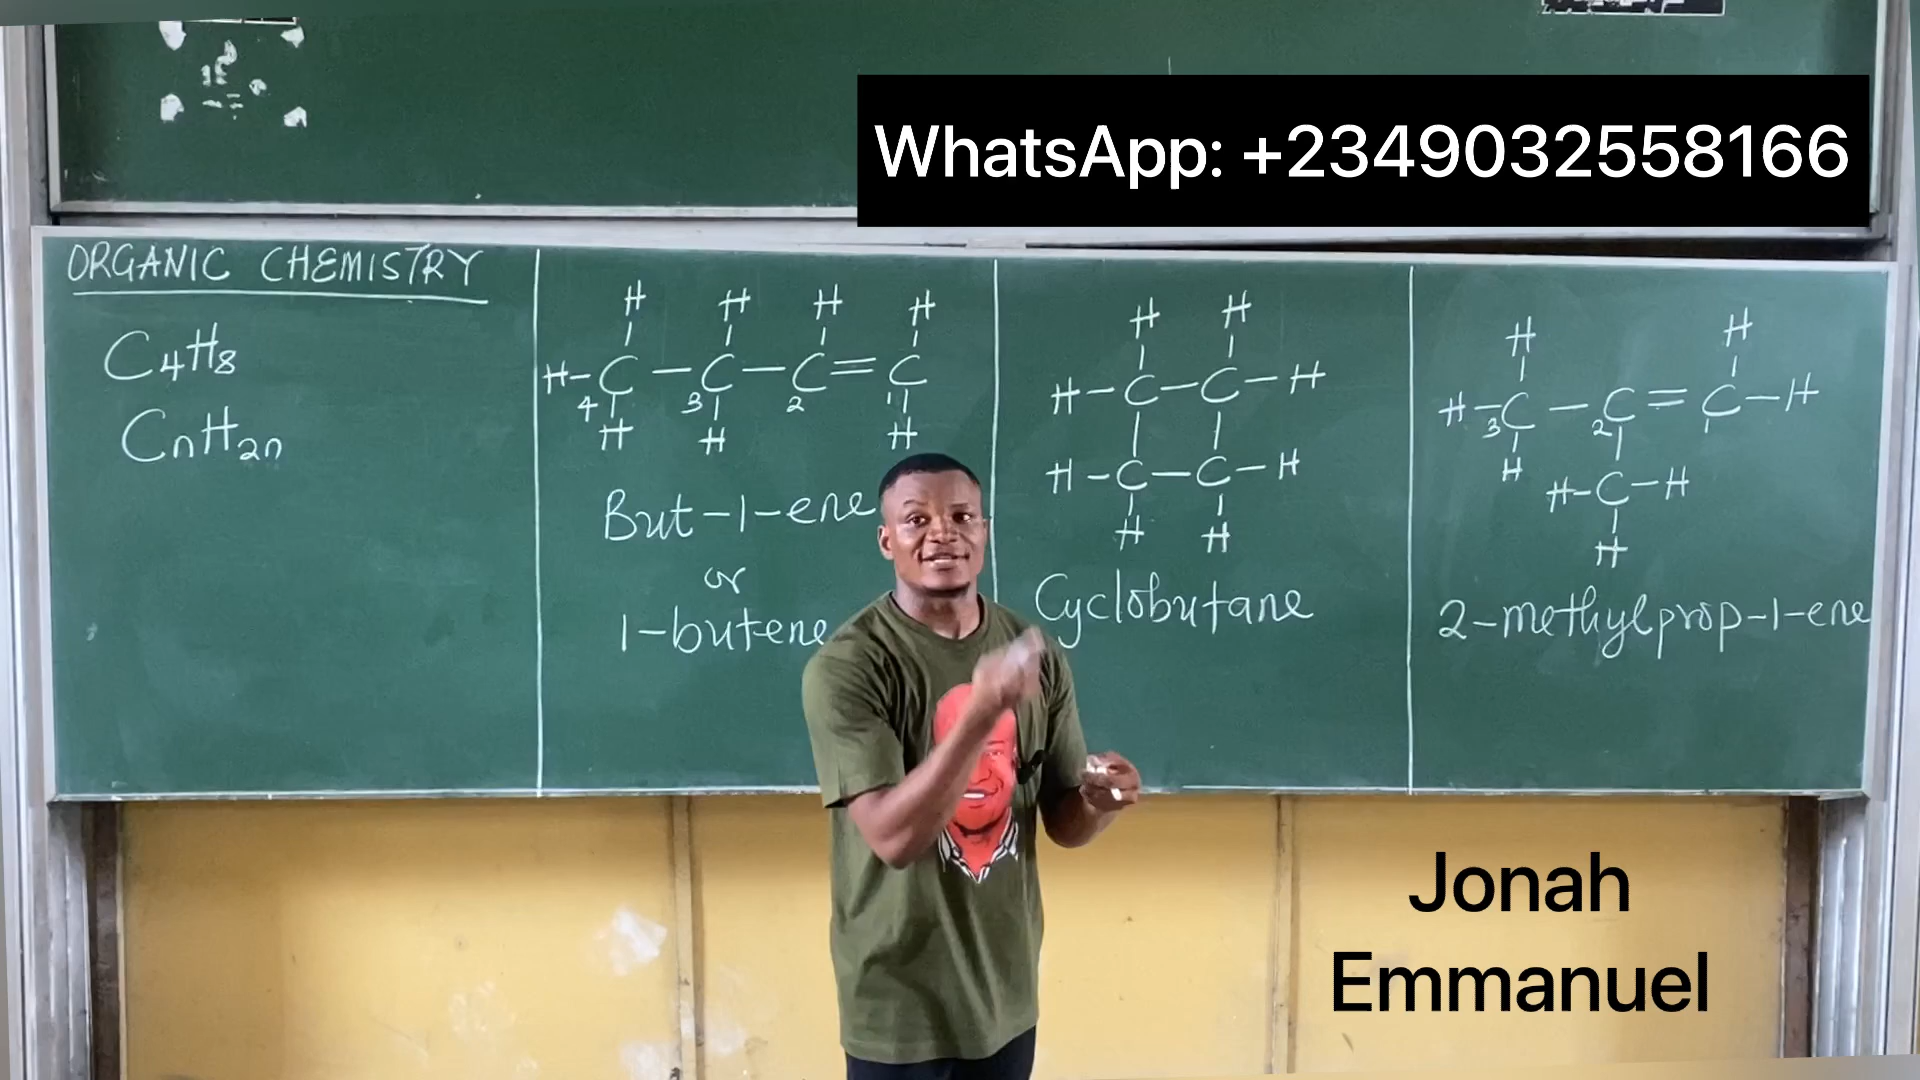 WhatsApp: +2349032558166
ORGANIC CHEMISTRY
C₄H₈
CₙH₂ₙ
H H H H
H-C-C-C=C
4 3 2 1
H H H
But-1-ene
or
1-butene
H H
H-C-C-H
H-C-C-H
H H
Cyclobutane
H H
H-C-C=C-H
3 2
H H-C-H
H
2-methylprop-1-ene
Jonah
Emmanuel